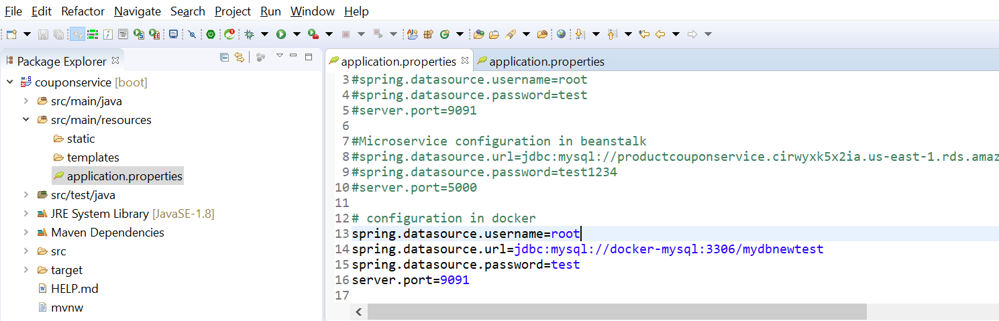 File Edit Refactor Navigate Search Project Run Window Help
Package Explorer
couponservice [boot]
src/main/java
src/main/resources
static
templates
application.properties
src/test/java
JRE System Library [JavaSE-1.8]
Maven Dependencies
src
target
HELP.md
mvnw
application.properties application.properties
3 #spring.datasource.username=root
4 #spring.datasource.password=test
5 #server.port=9091
6
7 #Microservice configuration in beanstalk
8 #spring.datasource.url=jdbc:mysql://productcouponservice.cirwyxk5x2ia.us-east-1.rds.amaz
9 #spring.datasource.password=test1234
10 #server.port=5000
11
12 # configuration in docker
13 spring.datasource.username=root
14 spring.datasource.url=jdbc:mysql://docker-mysql:3306/mydbnewtest
15 spring.datasource.password=test
16 server.port=9091
17